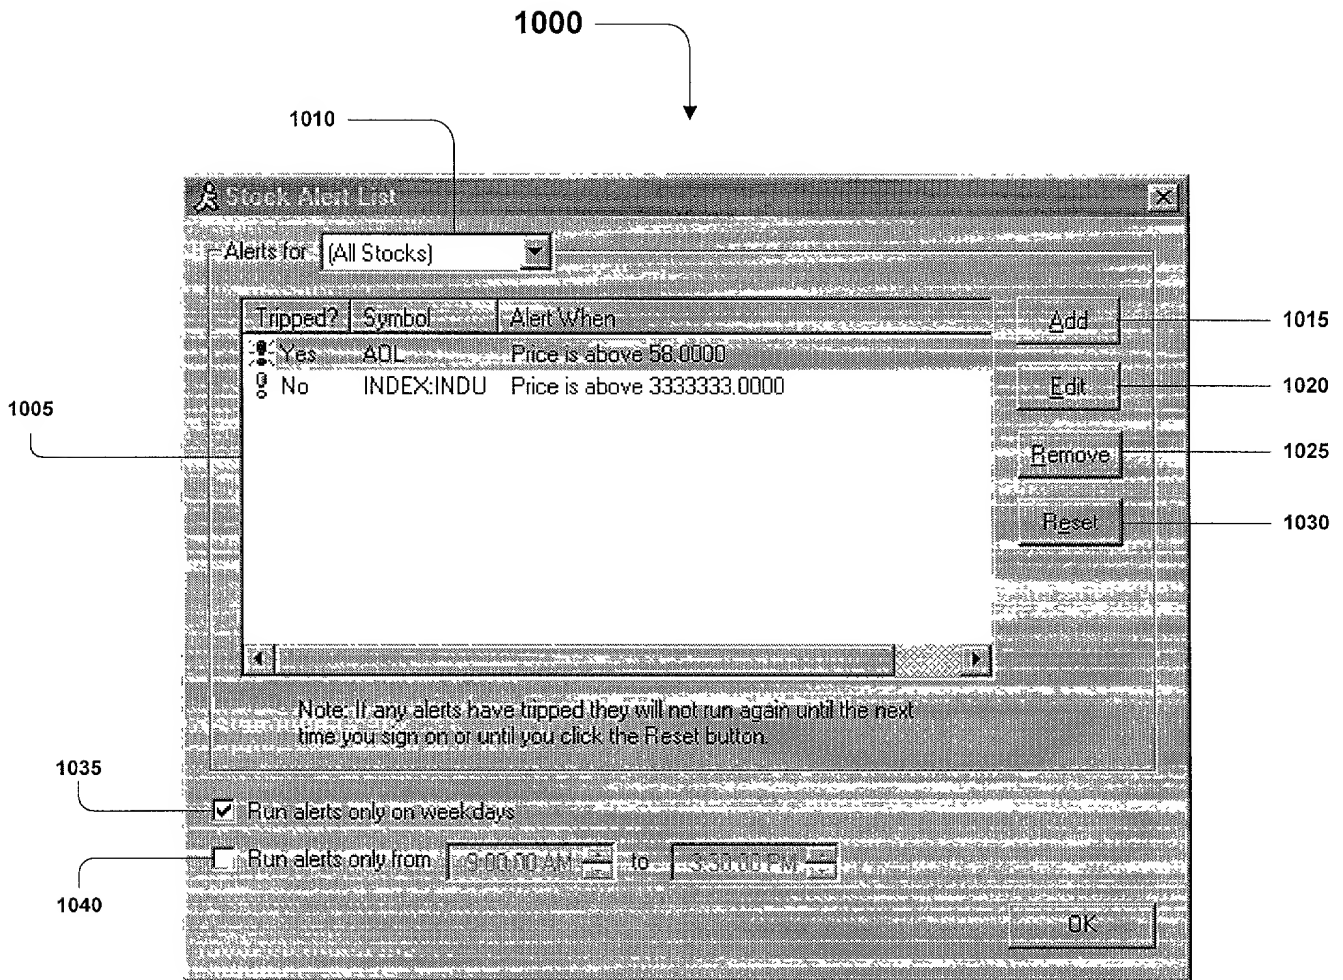 1000
1010
Stock Alert List
Alerts for (All Stocks)
Tripped? Symbol Alert When
Yes AOL Price is above 58.0000
No INDEX:INDU Price is above 3333333.0000
Add 1015
Edit 1020
1005
Remove 1025
Reset 1030
Note: If any alerts have tripped they will not run again until the next
time you sign on or until you click the Reset button.
1035
Run alerts only on weekdays
Run alerts only from 9:00:00 AM to 3:30:00 PM
1040
OK